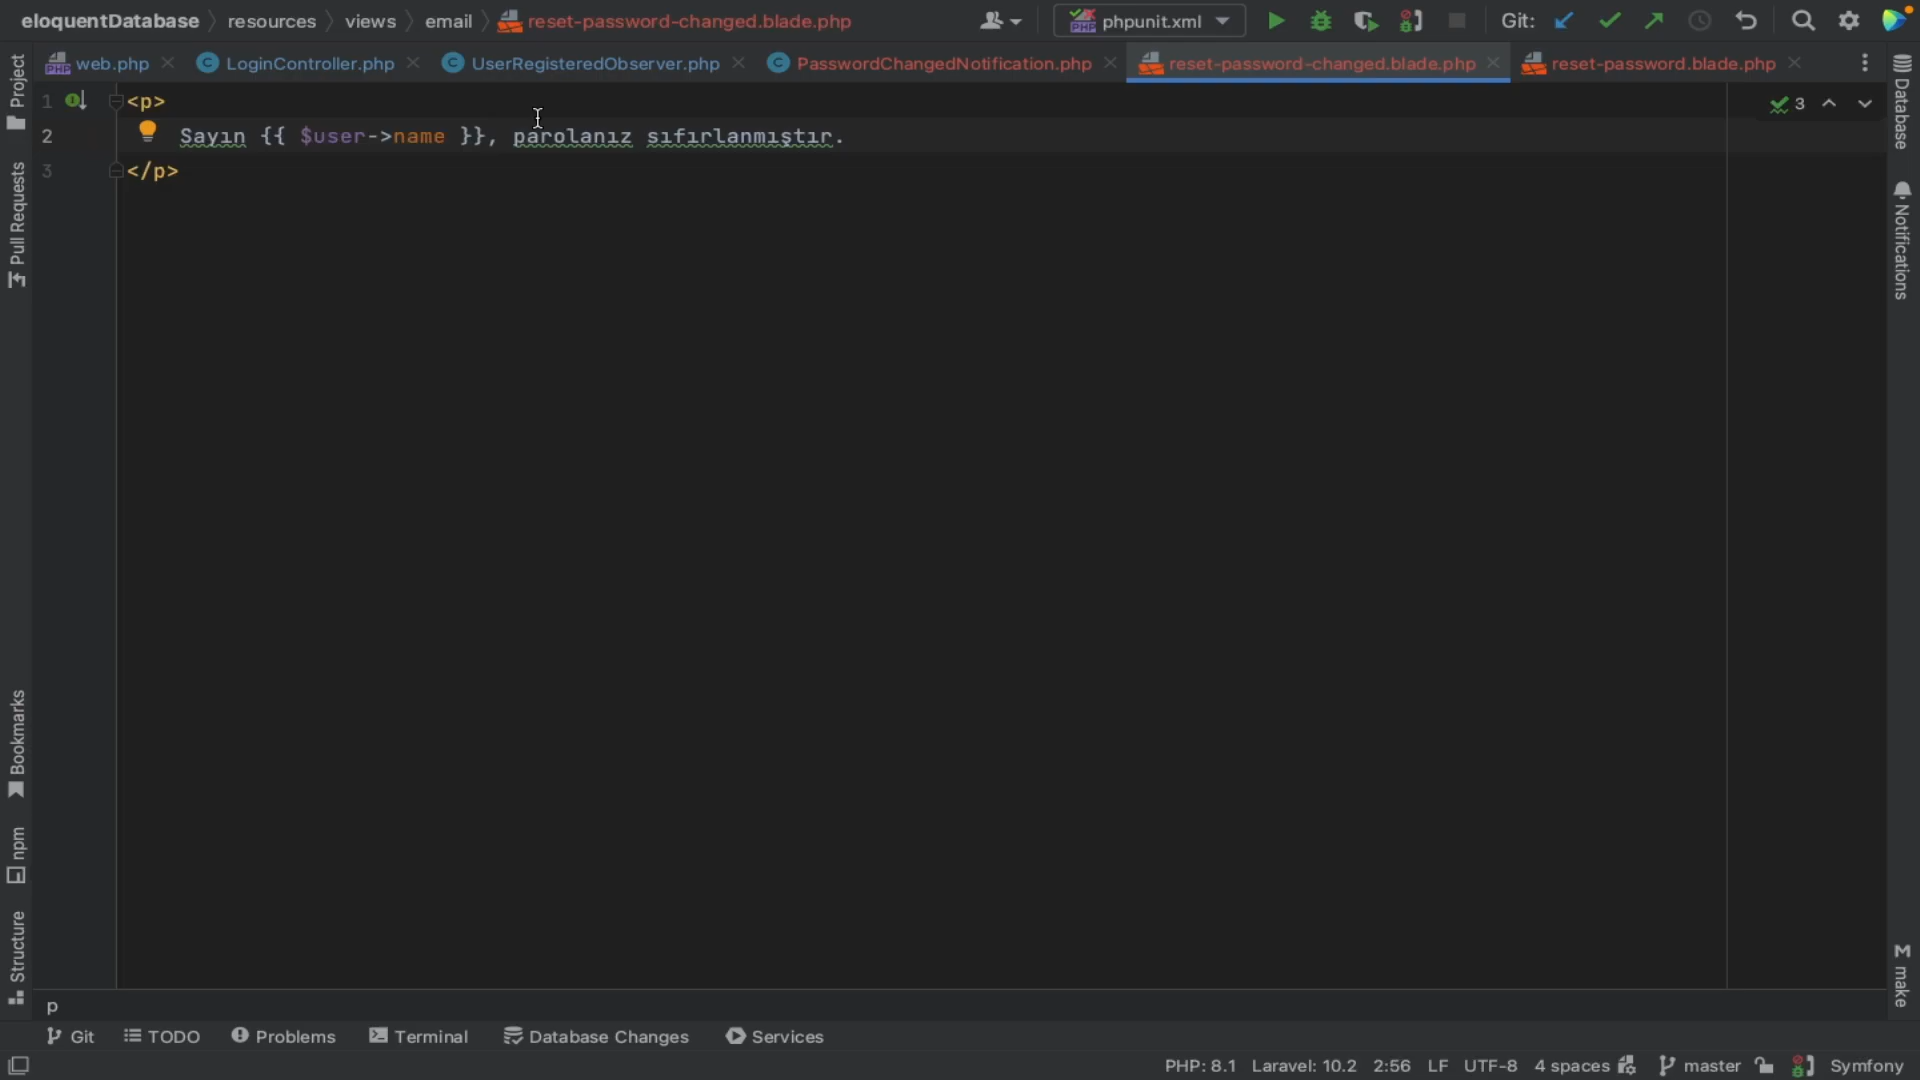 eloquentDatabase resources views email reset-password-changed.blade.php phpunit.xml Git:
web.php LoginController.php UserRegisteredObserver.php PasswordChangedNotification.php reset-password-changed.blade.php reset-password.blade.php
Project
Pull Requests
Bookmarks
npm
Structure
1 <p> 3
2 Sayın {{ $user->name }}, parolanız sıfırlanmıştır.
3 </p>
Database
Notifications
make
p
Git TODO Problems Terminal Database Changes Services
PHP: 8.1 Laravel: 10.2 2:56 LF UTF-8 4 spaces master Symfony